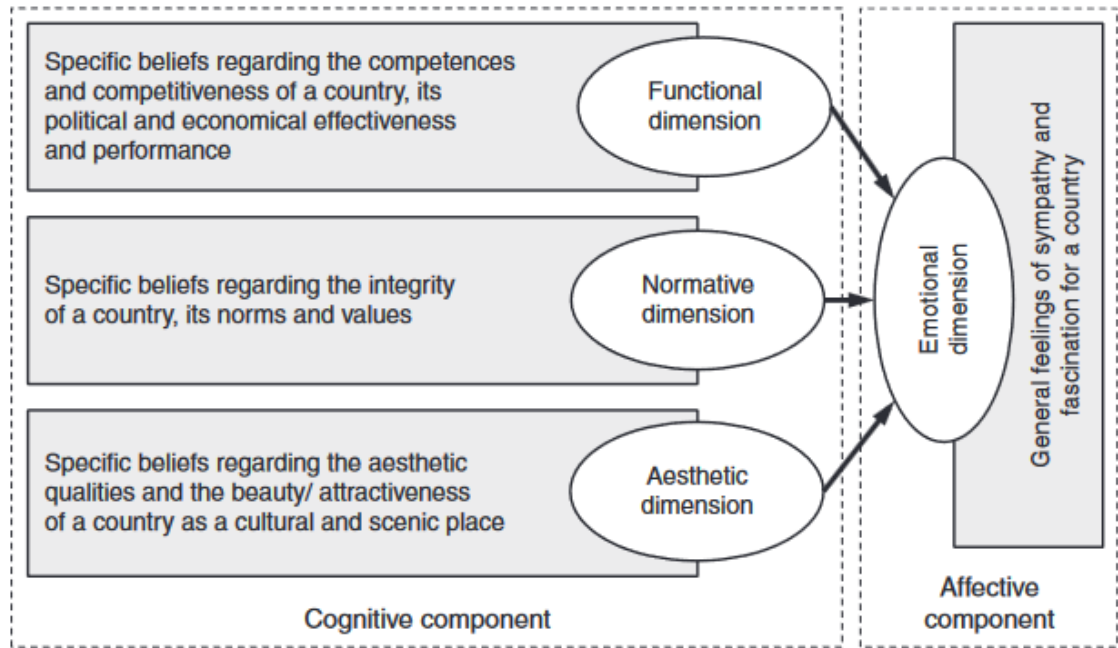 Specific beliefs regarding the competences
and competitiveness of a country, its
political and economical effectiveness
and performance
Functional
dimension
Specific beliefs regarding the integrity
of a country, its norms and values
Normative
dimension
Specific beliefs regarding the aesthetic
qualities and the beauty/ attractiveness
of a country as a cultural and scenic place
Aesthetic
dimension
Cognitive component
Emotional
dimension
General feelings of sympathy and
fascination for a country
Affective
component